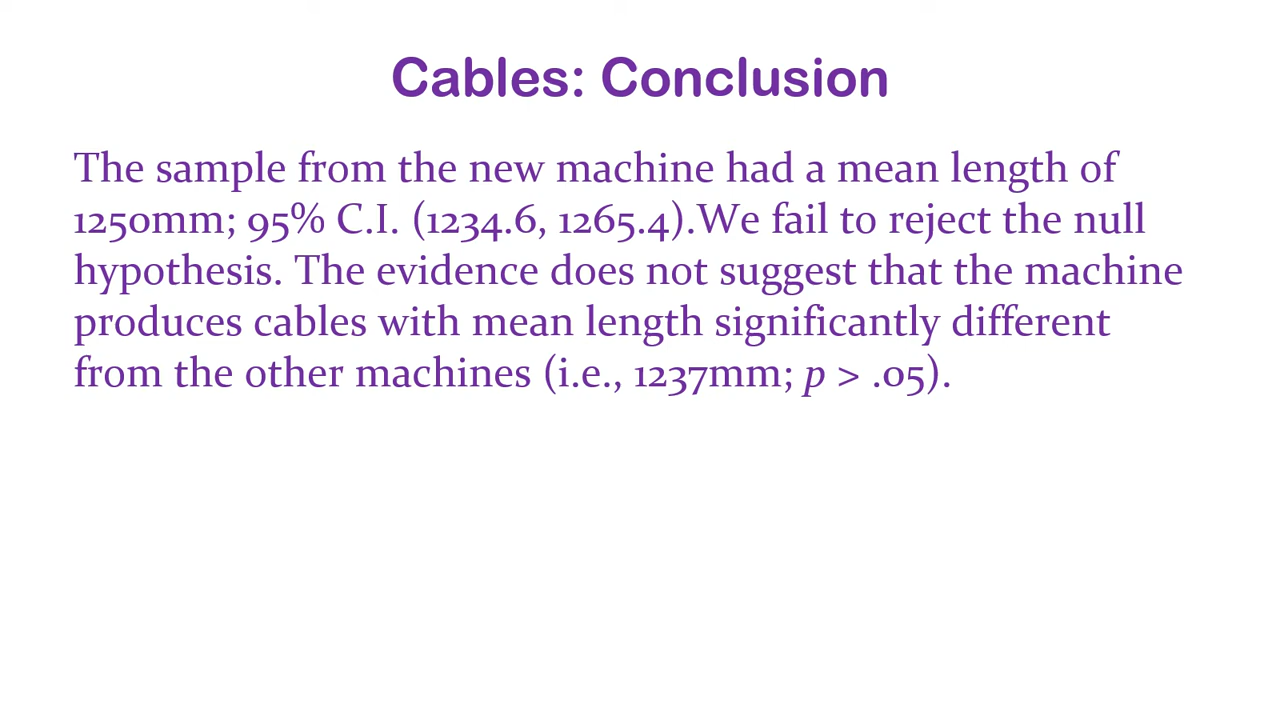 Cables: Conclusion
The sample from the new machine had a mean length of
1250mm; 95% C.I. (1234.6, 1265.4).We fail to reject the null
hypothesis. The evidence does not suggest that the machine
produces cables with mean length significantly different
from the other machines (i.e., 1237mm; p > .05).